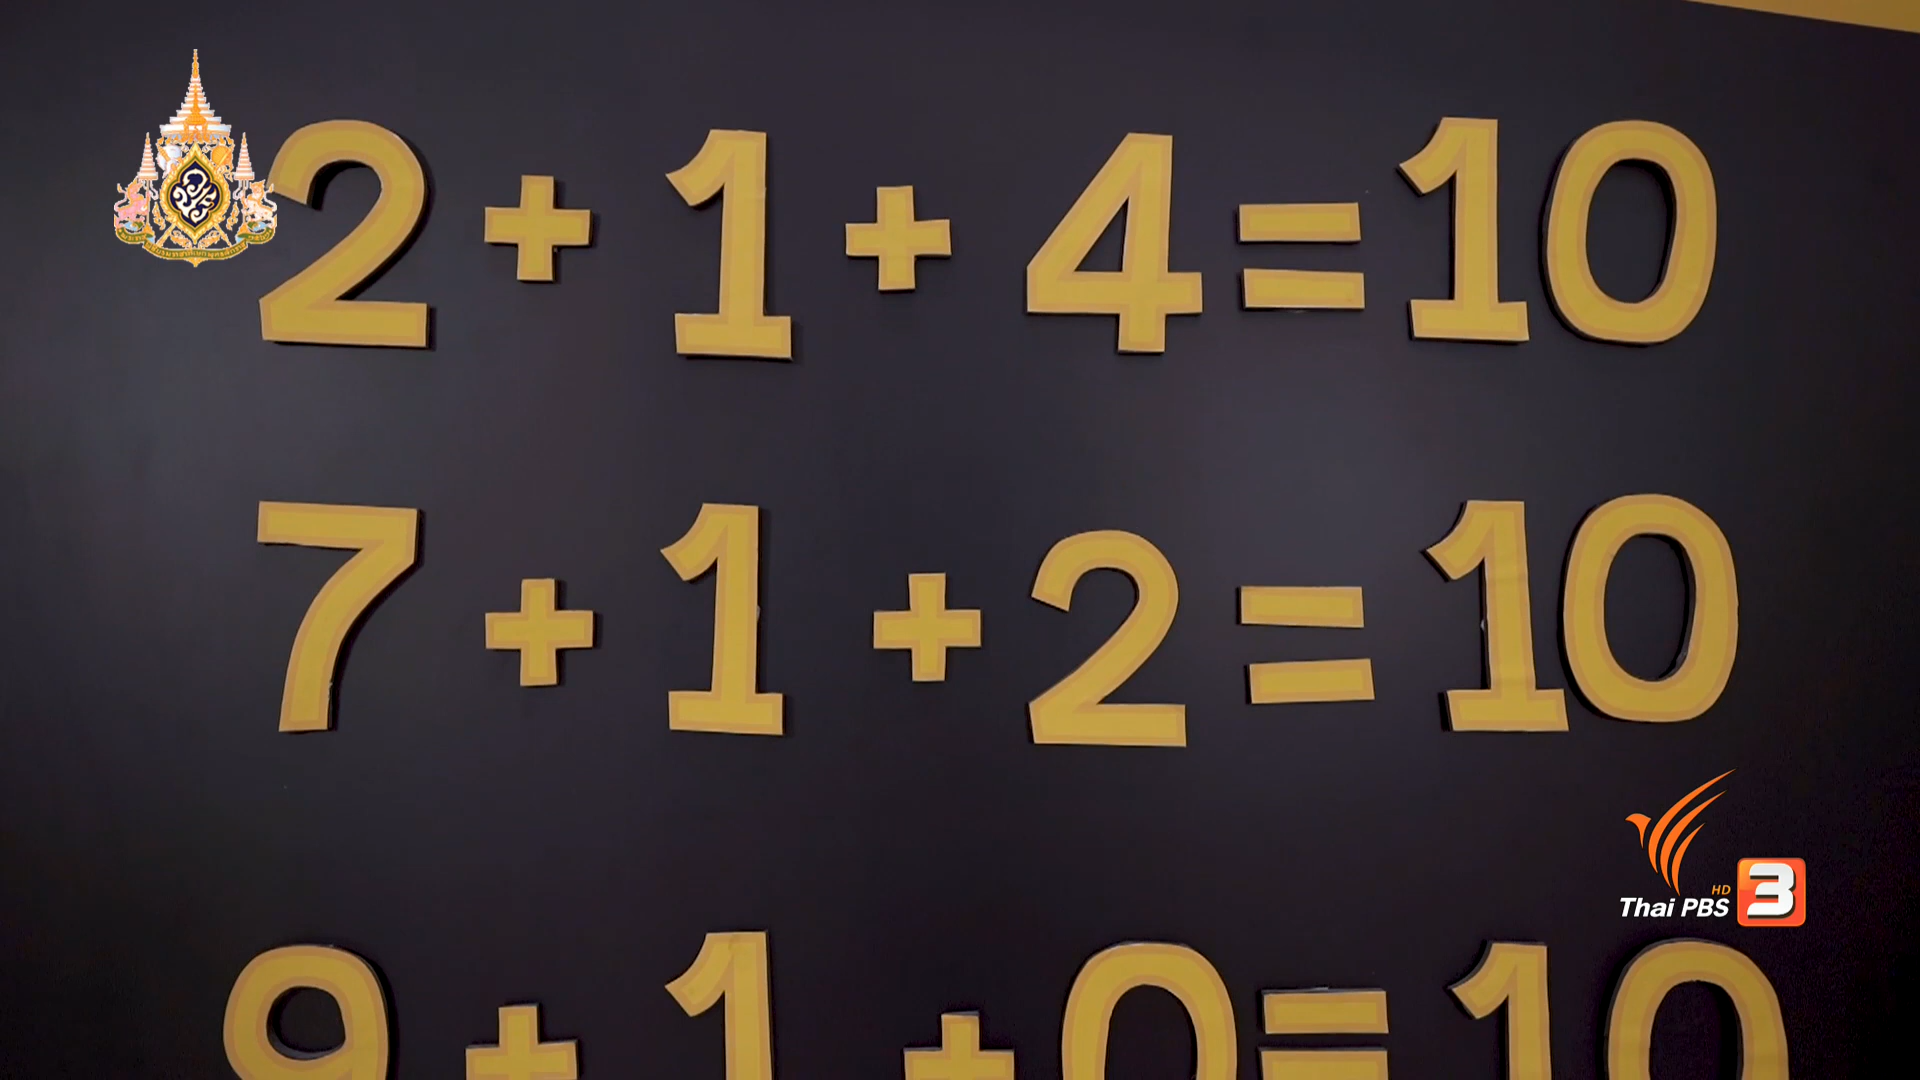 2 + 1 + 4 = 10
7 + 1 + 2 = 10
Thai PBS HD 3
9 + 1 + 0 = 10